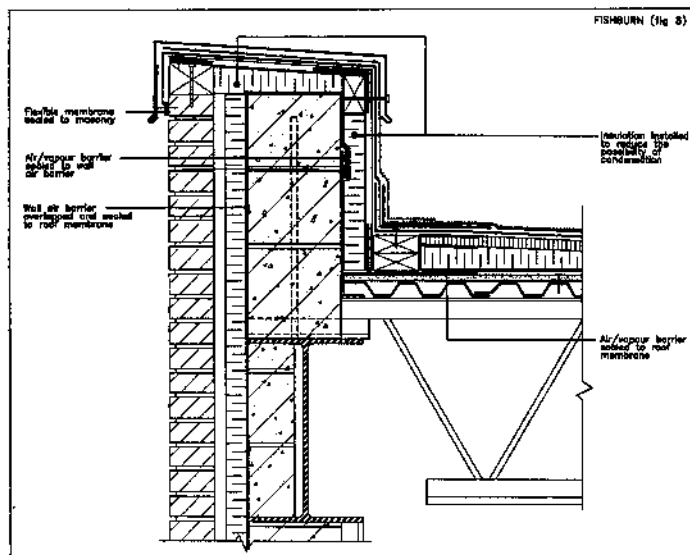 FISHBURN (fig 8)
Flexible membrane
sealed to masonry
Air/vapour barrier
sealed to wall
air barrier
Wall air barrier
overlapped and sealed
to roof membrane
Insulation installed
to reduce the
possibility of
condensation
Air/vapour barrier
sealed to roof
membrane